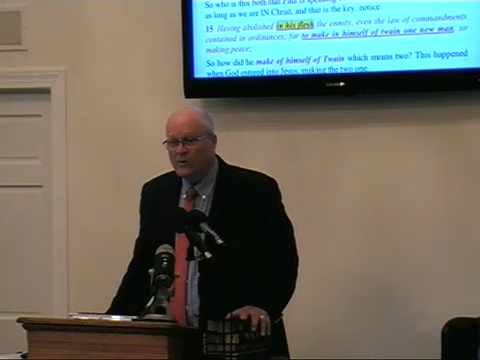 So who is this both that Paul is speaking
as long as we are IN Christ, and that is the key. notice
15 Having abolished in his flesh the enmity, even the law of commandments
contained in ordinances; for to make in himself of twain one new man, so
making peace;
So how did he make of himself of Twain which means two? This happened
when God entered into Jesus, making the two one.